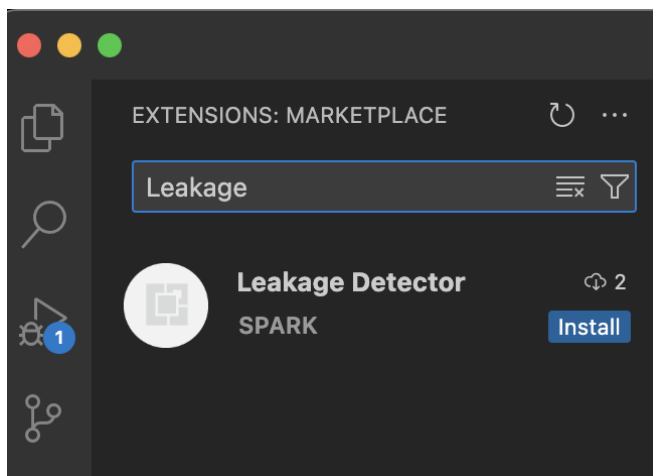 EXTENSIONS: MARKETPLACE
Leakage
Leakage Detector 2
SPARK Install
1